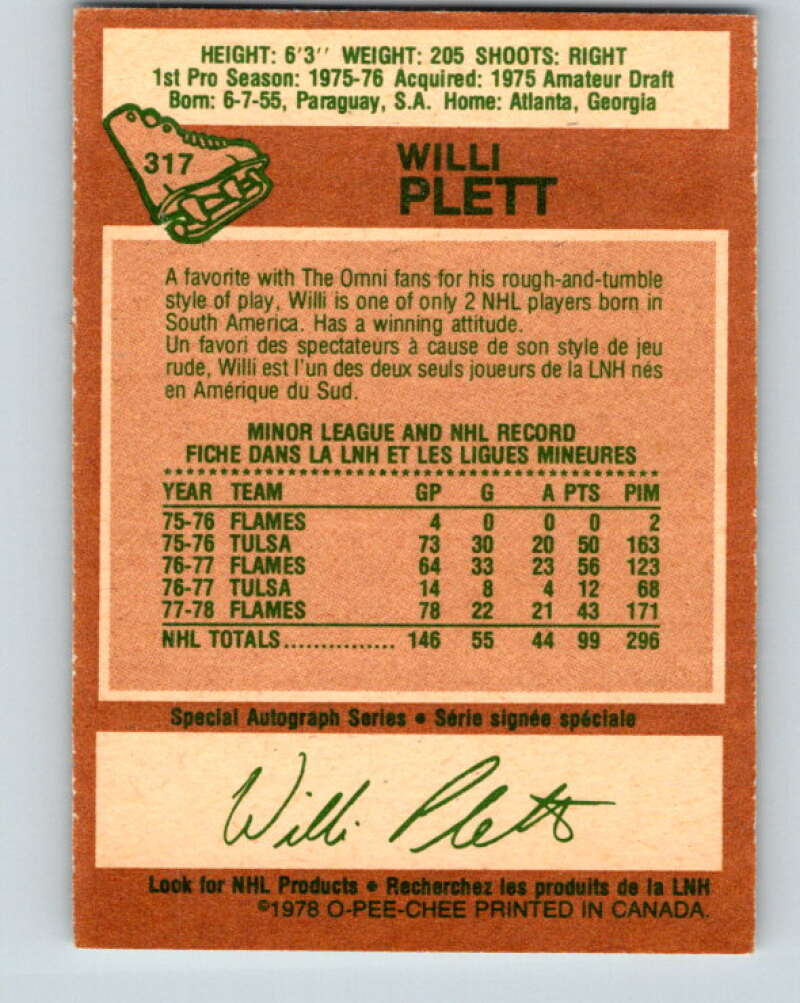 HEIGHT: 6'3'' WEIGHT: 205 SHOOTS: RIGHT
1st Pro Season: 1975-76 Acquired: 1975 Amateur Draft
Born: 6-7-55, Paraguay, S.A. Home: Atlanta, Georgia
317
WILLI
PLETT
A favorite with The Omni fans for his rough-and-tumble
style of play, Willi is one of only 2 NHL players born in
South America. Has a winning attitude.
Un favori des spectateurs à cause de son style de jeu
rude, Willi est l'un des deux seuls joueurs de la LNH nés
en Amérique du Sud.
MINOR LEAGUE AND NHL RECORD
FICHE DANS LA LNH ET LES LIGUES MINEURES
YEAR TEAM GP G A PTS PIM
75-76 FLAMES 4 0 0 0 2
75-76 TULSA 73 30 20 50 163
76-77 FLAMES 64 33 23 56 123
76-77 TULSA 14 8 4 12 68
77-78 FLAMES 78 22 21 43 171
NHL TOTALS................ 146 55 44 99 296
Special Autograph Series • Série signée spéciale
Willi Plett
Look for NHL Products • Recherchez les produits de la LNH
©1978 O-PEE-CHEE PRINTED IN CANADA.